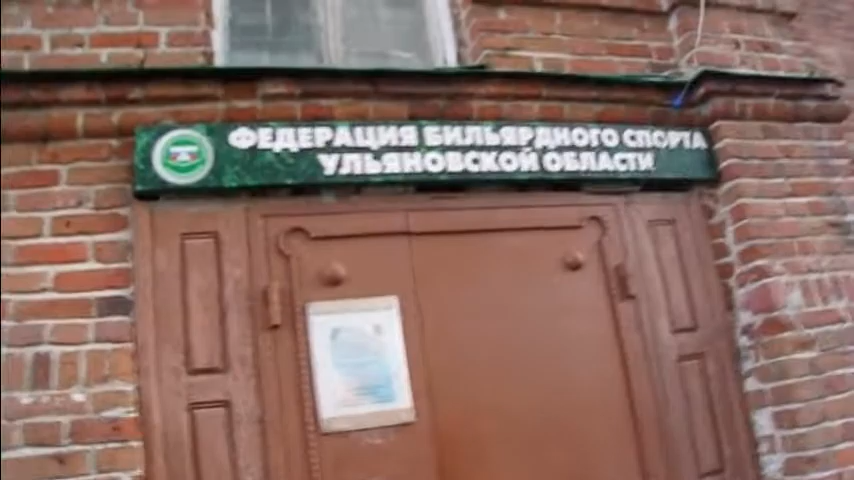 ФЕДЕРАЦИЯ БИЛЬЯРДНОГО СПОРТА
УЛЬЯНОВСКОЙ ОБЛАСТИ